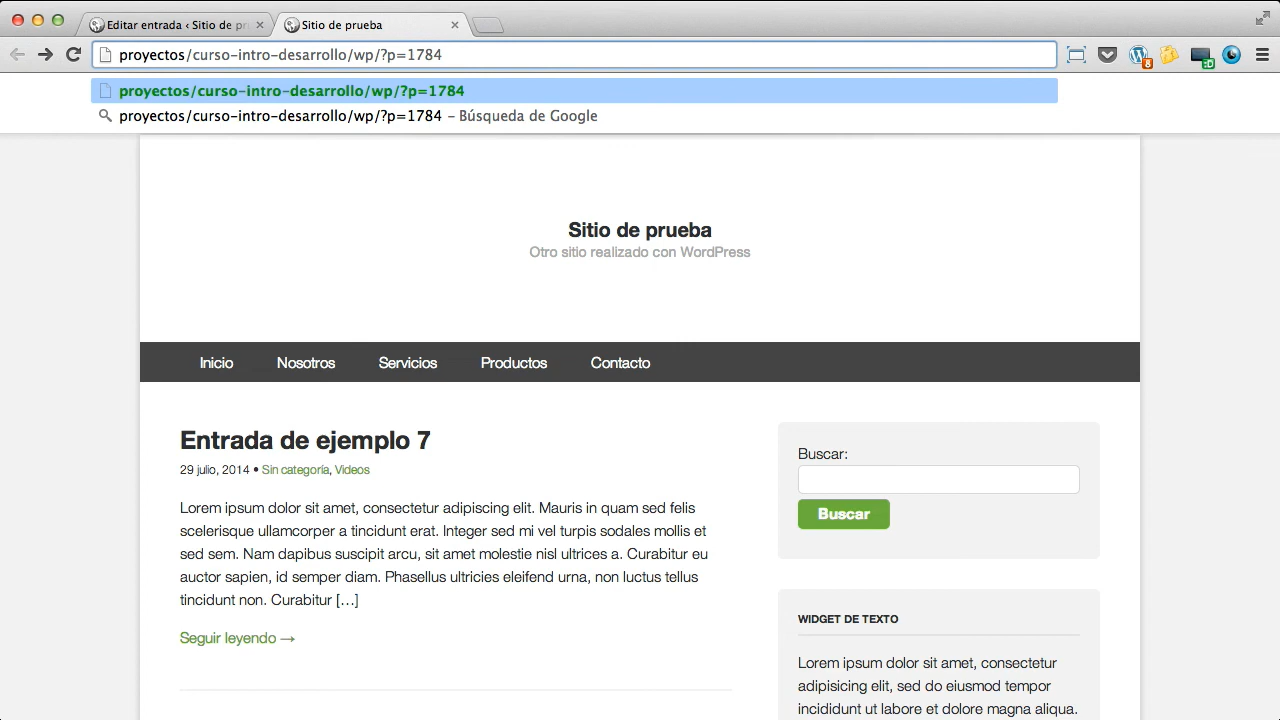 Editar entrada ‹ Sitio de pr
Sitio de prueba
proyectos/curso-intro-desarrollo/wp/?p=1784
8
:D
proyectos/curso-intro-desarrollo/wp/?p=1784
proyectos/curso-intro-desarrollo/wp/?p=1784 – Búsqueda de Google
Sitio de prueba
Otro sitio realizado con WordPress
Inicio Nosotros Servicios Productos Contacto
Entrada de ejemplo 7
29 julio, 2014 • Sin categoría, Videos
Lorem ipsum dolor sit amet, consectetur adipiscing elit. Mauris in quam sed felis
scelerisque ullamcorper a tincidunt erat. Integer sed mi vel turpis sodales mollis et
sed sem. Nam dapibus suscipit arcu, sit amet molestie nisl ultrices a. Curabitur eu
auctor sapien, id semper diam. Phasellus ultricies eleifend urna, non luctus tellus
tincidunt non. Curabitur […]
Seguir leyendo →
Buscar:
Buscar
WIDGET DE TEXTO
Lorem ipsum dolor sit amet, consectetur
adipisicing elit, sed do eiusmod tempor
incididunt ut labore et dolore magna aliqua.